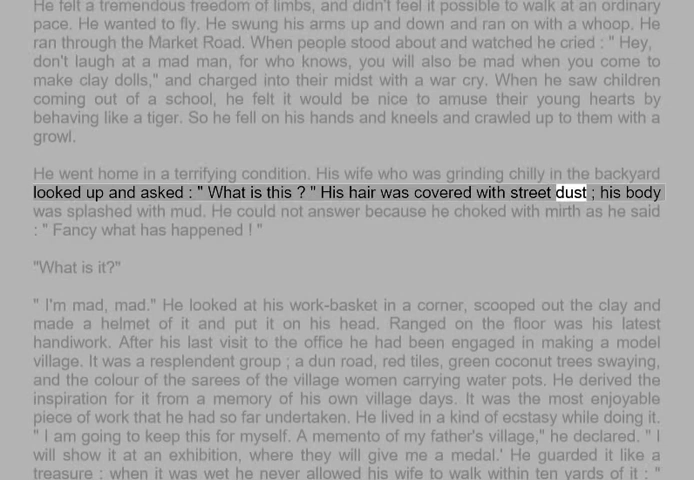 He felt a tremendous freedom of limbs, and didn't feel it possible to walk at an ordinary
pace. He wanted to fly. He swung his arms up and down and ran on with a whoop. He
ran through the Market Road. When people stood about and watched he cried : " Hey,
don't laugh at a mad man, for who knows, you will also be mad when you come to
make clay dolls," and charged into their midst with a war cry. When he saw children
coming out of a school, he felt it would be nice to amuse their young hearts by
behaving like a tiger. So he fell on his hands and kneels and crawled up to them with a
growl.
He went home in a terrifying condition. His wife who was grinding chilly in the backyard
looked up and asked : " What is this ? " His hair was covered with street dust ; his body
was splashed with mud. He could not answer because he choked with mirth as he said
: " Fancy what has happened ! "
"What is it?"
" I'm mad, mad." He looked at his work-basket in a corner, scooped out the clay and
made a helmet of it and put it on his head. Ranged on the floor was his latest
handiwork. After his last visit to the office he had been engaged in making a model
village. It was a resplendent group ; a dun road, red tiles, green coconut trees swaying,
and the colour of the sarees of the village women carrying water pots. He derived the
inspiration for it from a memory of his own village days. It was the most enjoyable
piece of work that he had so far undertaken. He lived in a kind of ecstasy while doing it.
" I am going to keep this for myself. A memento of my father's village," he declared. " I
will show it at an exhibition, where they will give me a medal.' He guarded it like a
treasure : when it was wet he never allowed his wife to walk within ten yards of it : "